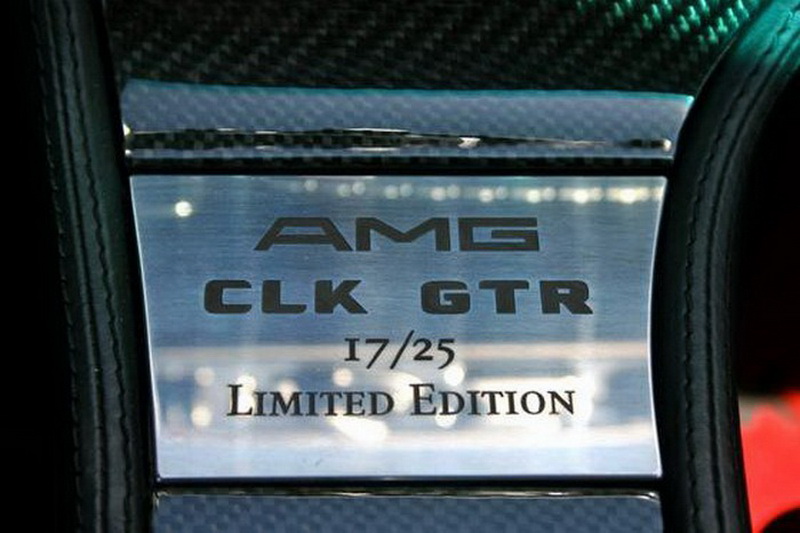 AMG
CLK GTR
17/25
LIMITED EDITION